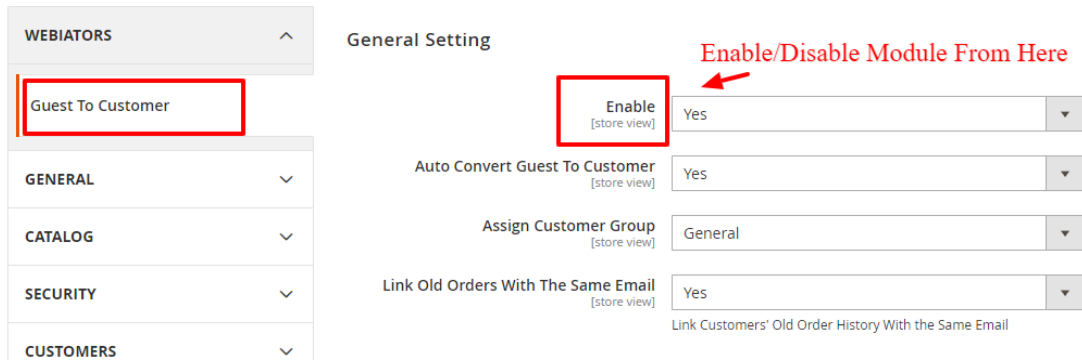 WEBIATORS
Guest To Customer
GENERAL
CATALOG
SECURITY
CUSTOMERS
General Setting
Enable/Disable Module From Here
Enable
[store view]
Yes
Auto Convert Guest To Customer
[store view]
Yes
Assign Customer Group
[store view]
General
Link Old Orders With The Same Email
[store view]
Yes
Link Customers' Old Order History With the Same Email